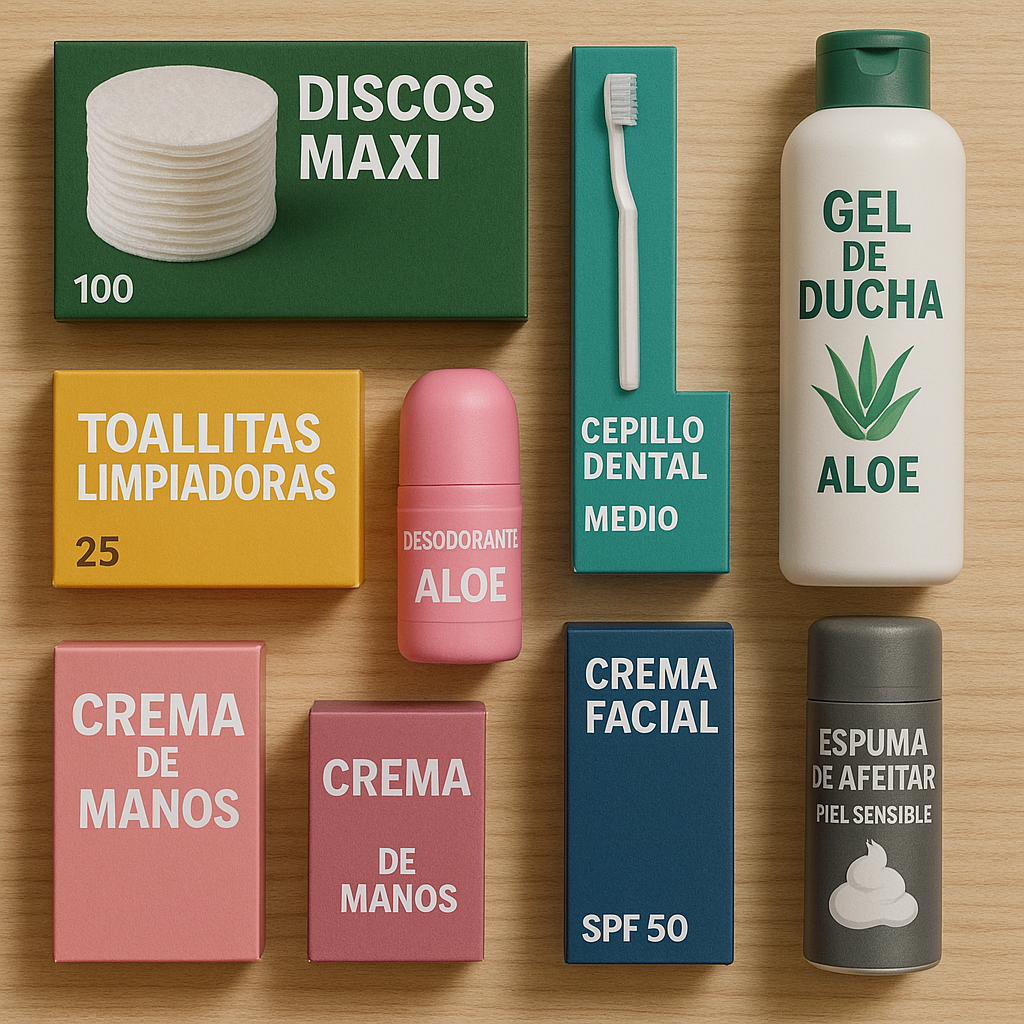 DISCOS
MAXI
100
CEPILLO
DENTAL
MEDIO
GEL
DE
DUCHA
ALOE
TOALLITAS
LIMPIADORAS
25
DESODORANTE
ALOE
CREMA
DE
MANOS
CREMA
DE
MANOS
CREMA
FACIAL
SPF 50
ESPUMA
DE AFEITAR
PIEL SENSIBLE